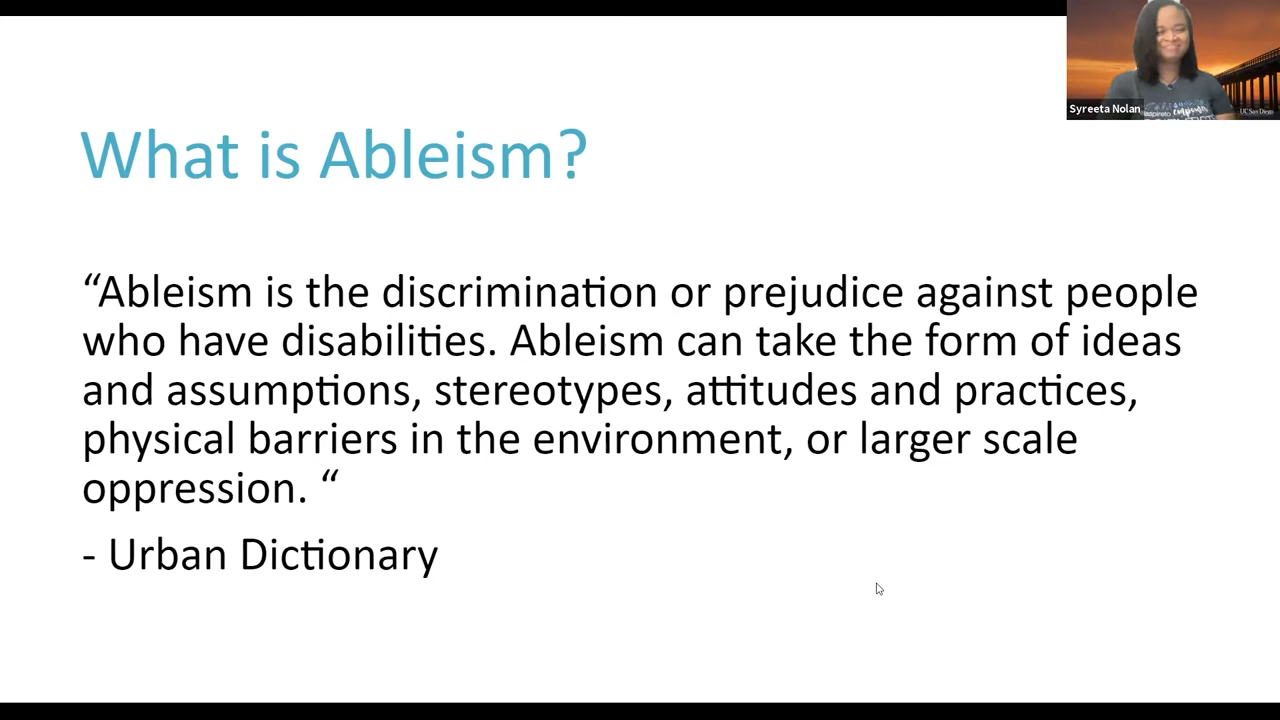 What is Ableism?
“Ableism is the discrimination or prejudice against people
who have disabilities. Ableism can take the form of ideas
and assumptions, stereotypes, attitudes and practices,
physical barriers in the environment, or larger scale
oppression. “
- Urban Dictionary
Syreeta Nolan
UC San Diego